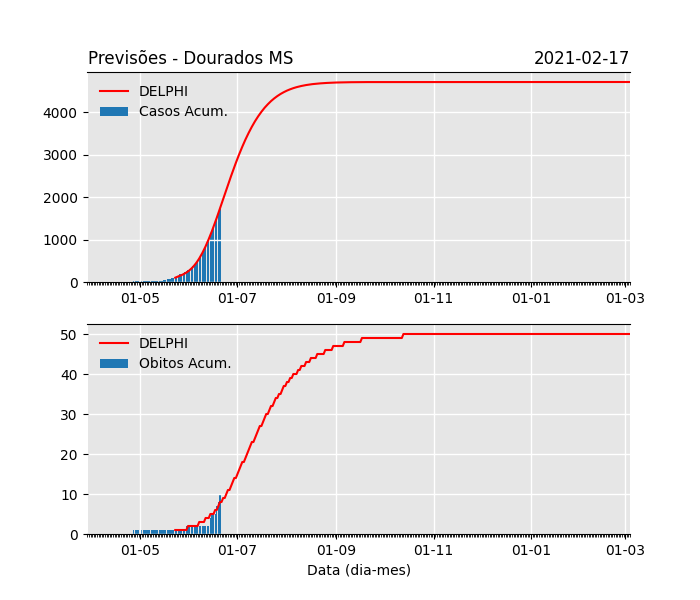 Previsões - Dourados MS 2021-02-17
DELPHI
Casos Acum.
4000
3000
2000
1000
0
01-05 01-07 01-09 01-11 01-01 01-03
DELPHI
Obitos Acum.
50
40
30
20
10
0
01-05 01-07 01-09 01-11 01-01 01-03
Data (dia-mes)